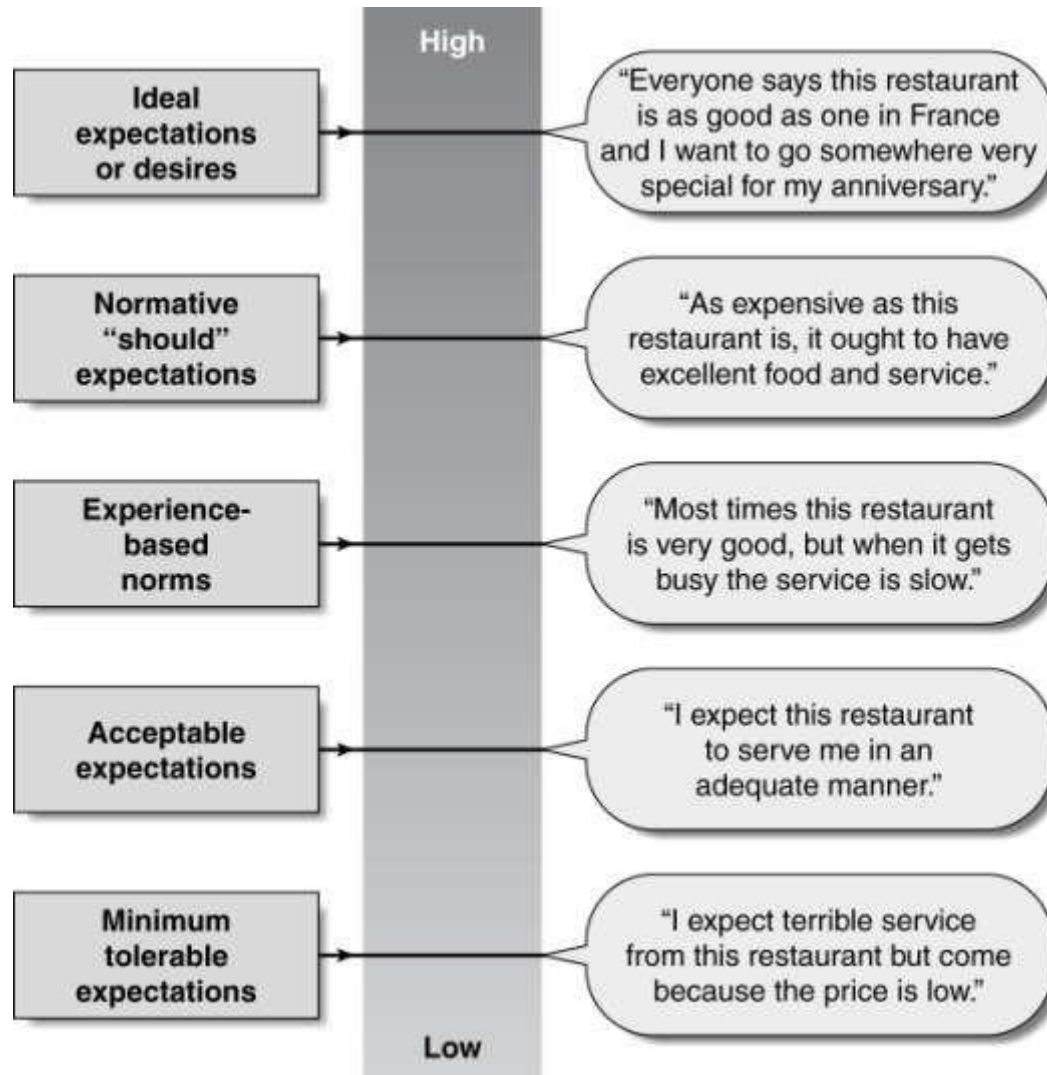 High
Ideal
expectations
or desires
“Everyone says this restaurant
is as good as one in France
and I want to go somewhere very
special for my anniversary.”
Normative
“should”
expectations
“As expensive as this
restaurant is, it ought to have
excellent food and service.”
Experience-
based
norms
“Most times this restaurant
is very good, but when it gets
busy the service is slow.”
Acceptable
expectations
“I expect this restaurant
to serve me in an
adequate manner.”
Minimum
tolerable
expectations
“I expect terrible service
from this restaurant but come
because the price is low.”
Low